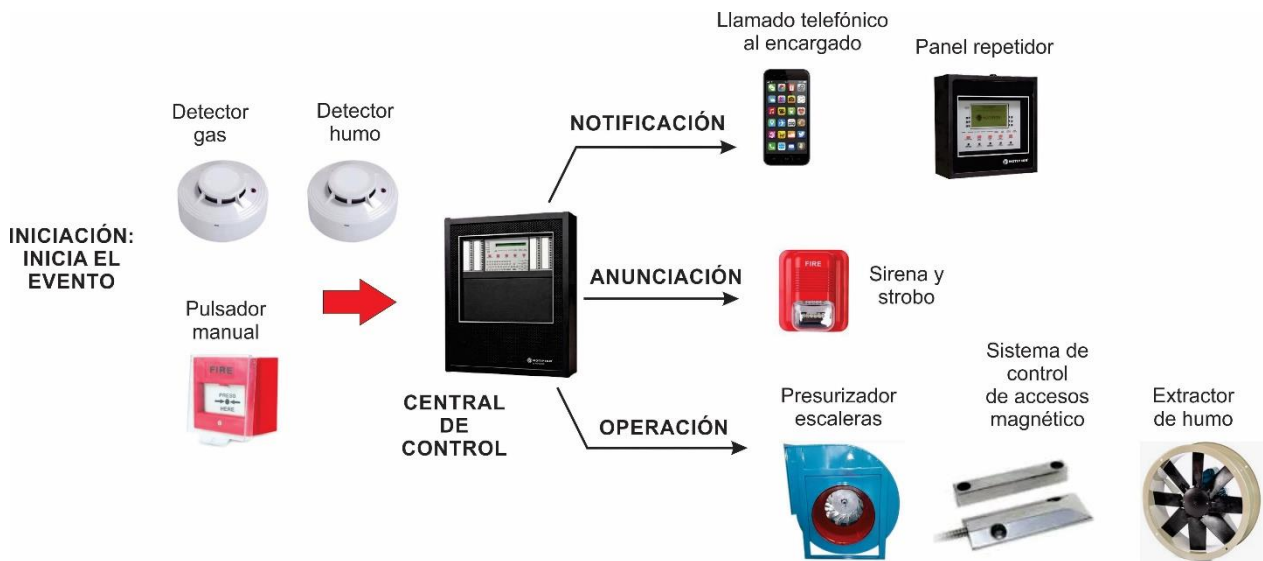 Llamado telefónico
al encargado
Panel repetidor
Detector
gas
Detector
humo
NOTIFICACIÓN
INICIACIÓN:
INICIA EL
EVENTO
ANUNCIACIÓN
FIRE
Sirena y
strobo
Pulsador
manual
FIRE
PRESS
HERE
CENTRAL
DE
CONTROL
OPERACIÓN
Presurizador
escaleras
Sistema de
control
de accesos
magnético
Extractor
de humo